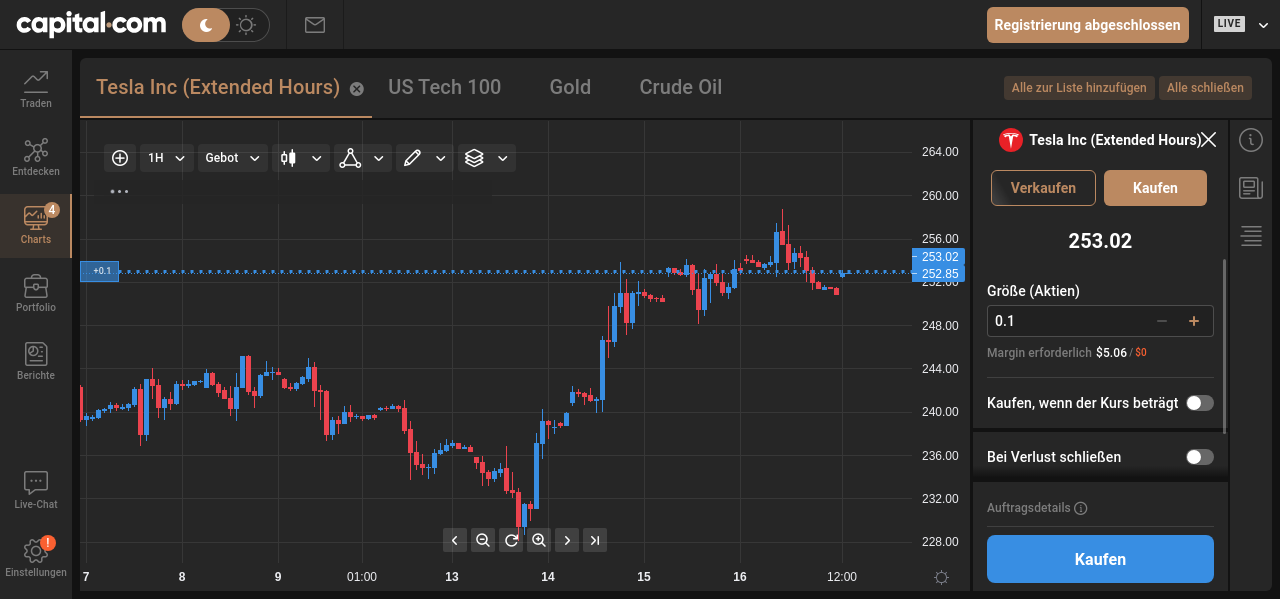 capital.com
Registrierung abgeschlossen
LIVE
Traden
Entdecken
4
Charts
Portfolio
Berichte
Live-Chat
!
Einstellungen
Tesla Inc (Extended Hours)
US Tech 100
Gold
Crude Oil
Alle zur Liste hinzufügen
Alle schließen
1H
Gebot
+0.1
264.00
260.00
256.00
253.02
252.85
252.00
248.00
244.00
240.00
236.00
232.00
228.00
7 8 9 01:00 13 14 15 16 12:00
Tesla Inc (Extended Hours)
Verkaufen
Kaufen
253.02
Größe (Aktien)
0.1
Margin erforderlich $5.06 / $0
Kaufen, wenn der Kurs beträgt
Bei Verlust schließen
Auftragsdetails
Kaufen